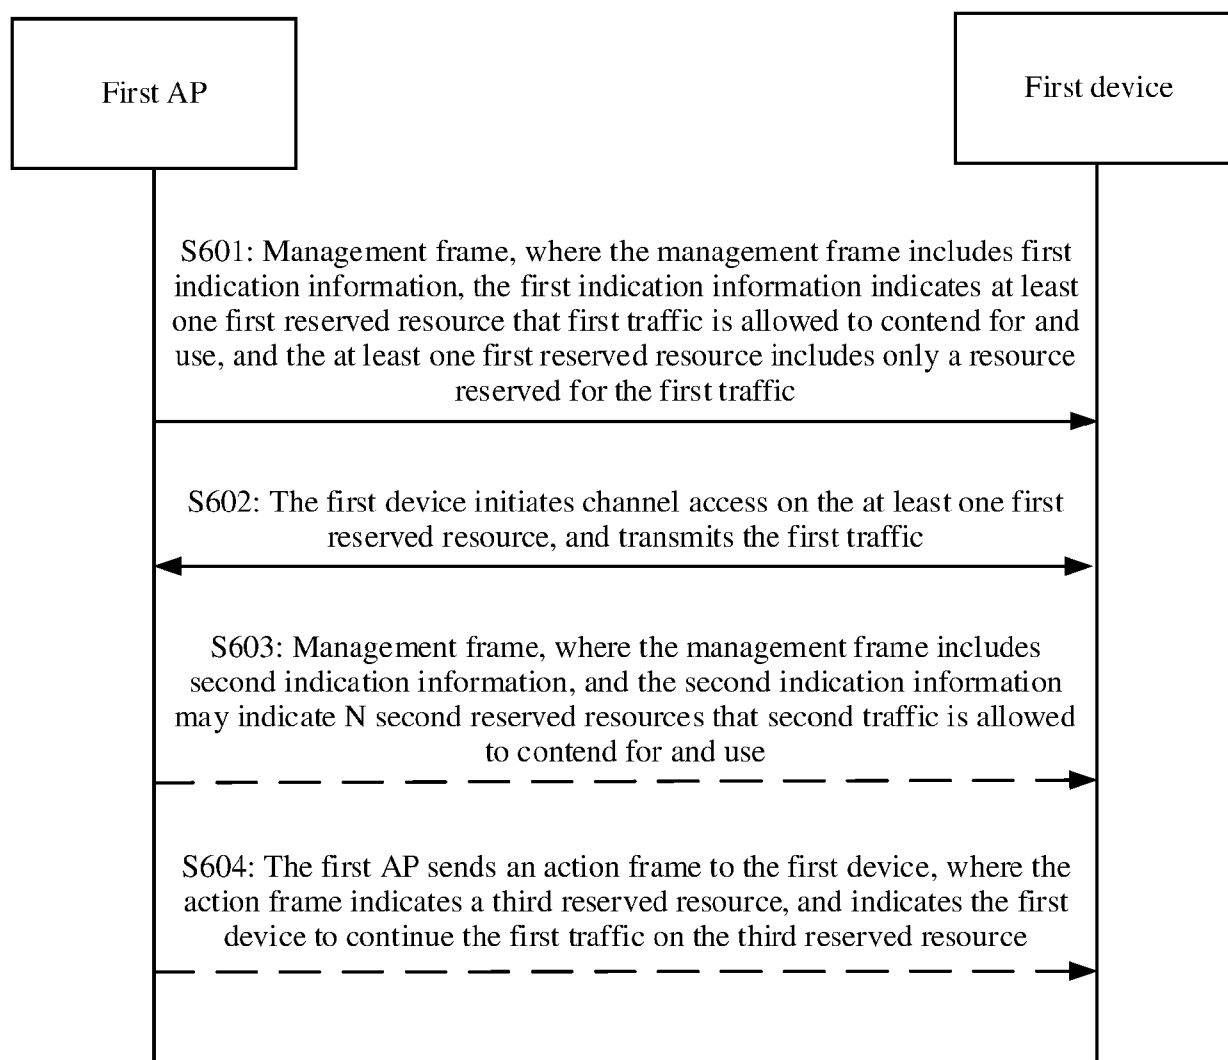 First AP
First device
S601: Management frame, where the management frame includes first
indication information, the first indication information indicates at least
one first reserved resource that first traffic is allowed to contend for and
use, and the at least one first reserved resource includes only a resource
reserved for the first traffic
S602: The first device initiates channel access on the at least one first
reserved resource, and transmits the first traffic
S603: Management frame, where the management frame includes
second indication information, and the second indication information
may indicate N second reserved resources that second traffic is allowed
to contend for and use
S604: The first AP sends an action frame to the first device, where the
action frame indicates a third reserved resource, and indicates the first
device to continue the first traffic on the third reserved resource